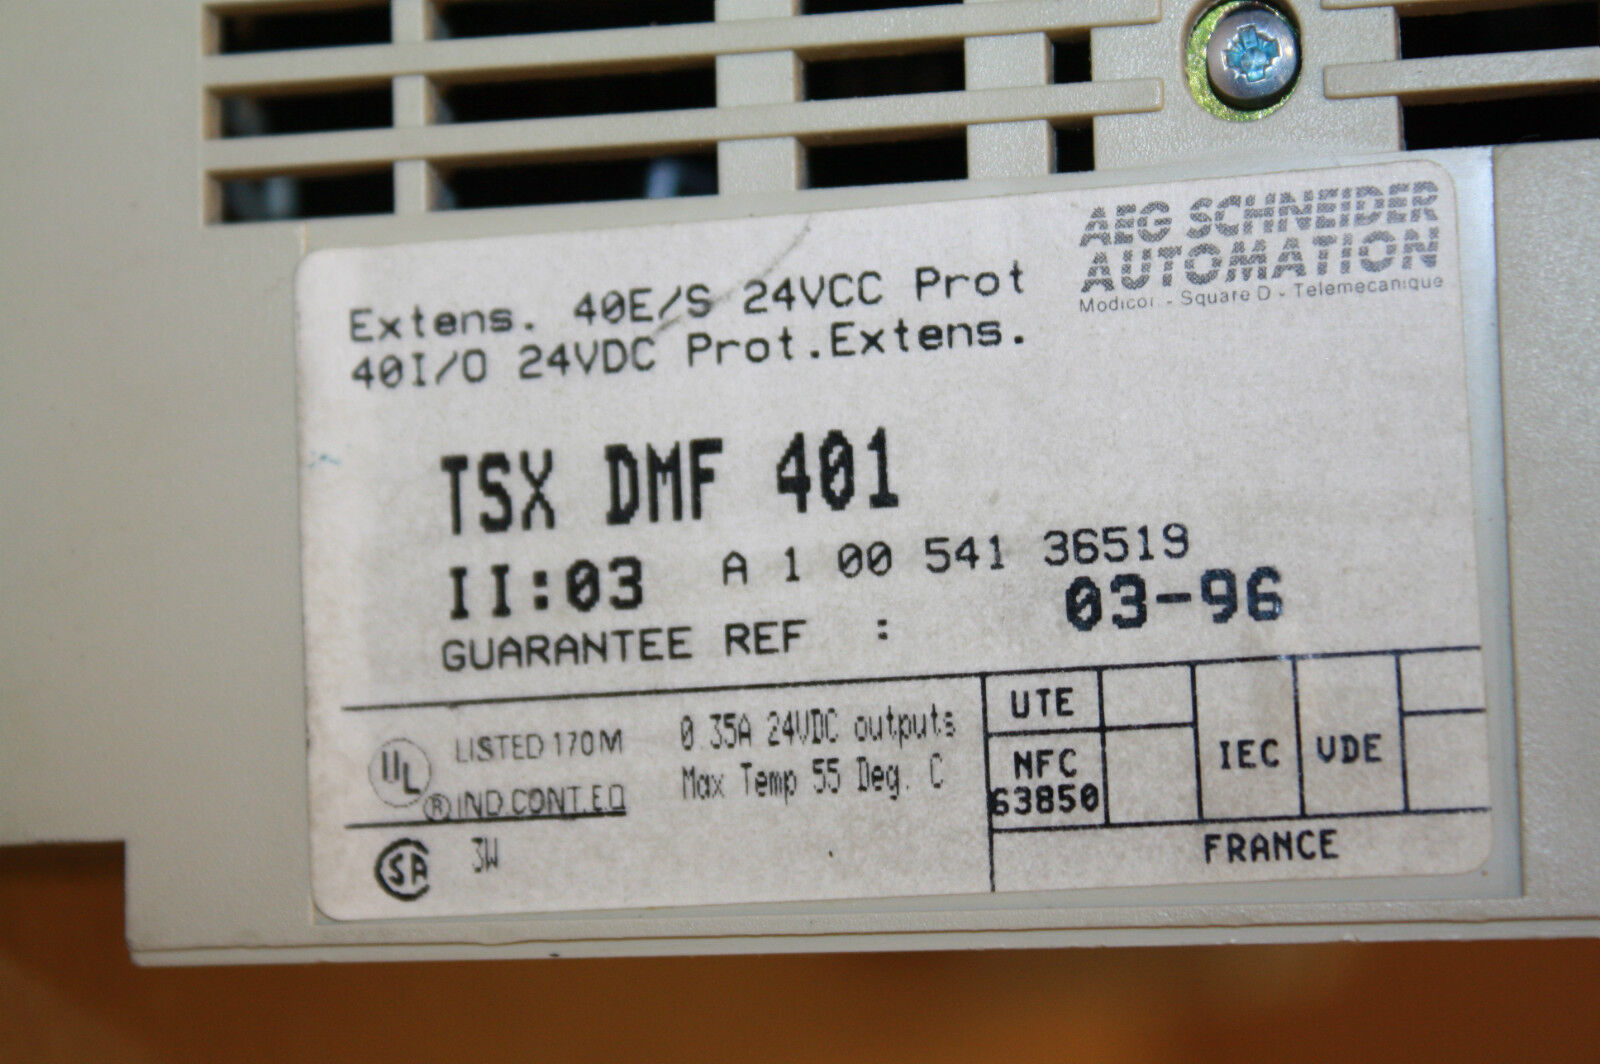 AEG SCHNEIDER
AUTOMATION
Modicon - Square D - Telemecanique
Extens. 40E/S 24VCC Prot
40I/O 24VDC Prot.Extens.
TSX DMF 401
II:03 A 1 00 541 36519
GUARANTEE REF : 03-96
UL ® LISTED 170M
IND.CONT.EQ
0.35A 24VDC outputs
Max Temp 55 Deg. C
UTE
NFC
63850
IEC
VDE
SA 3W
FRANCE